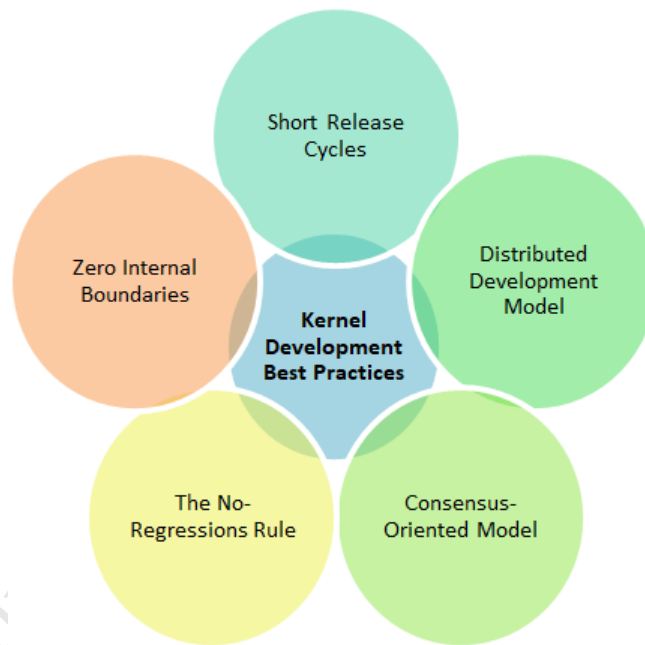 Short Release
Cycles
Distributed
Development
Model
Zero Internal
Boundaries
Kernel
Development
Best Practices
The No-
Regressions Rule
Consensus-
Oriented Model